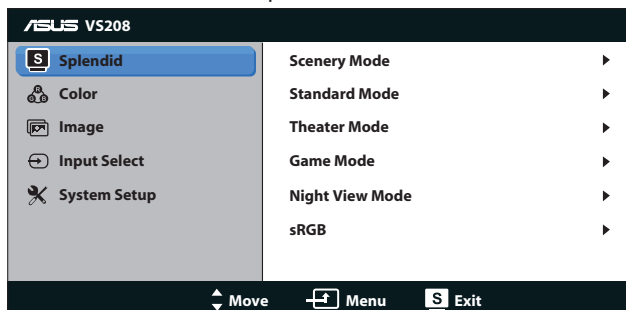 ASUS VS208
S Splendid
R G B Color
Image
Input Select
System Setup
Scenery Mode
Standard Mode
Theater Mode
Game Mode
Night View Mode
sRGB
Move Menu S Exit